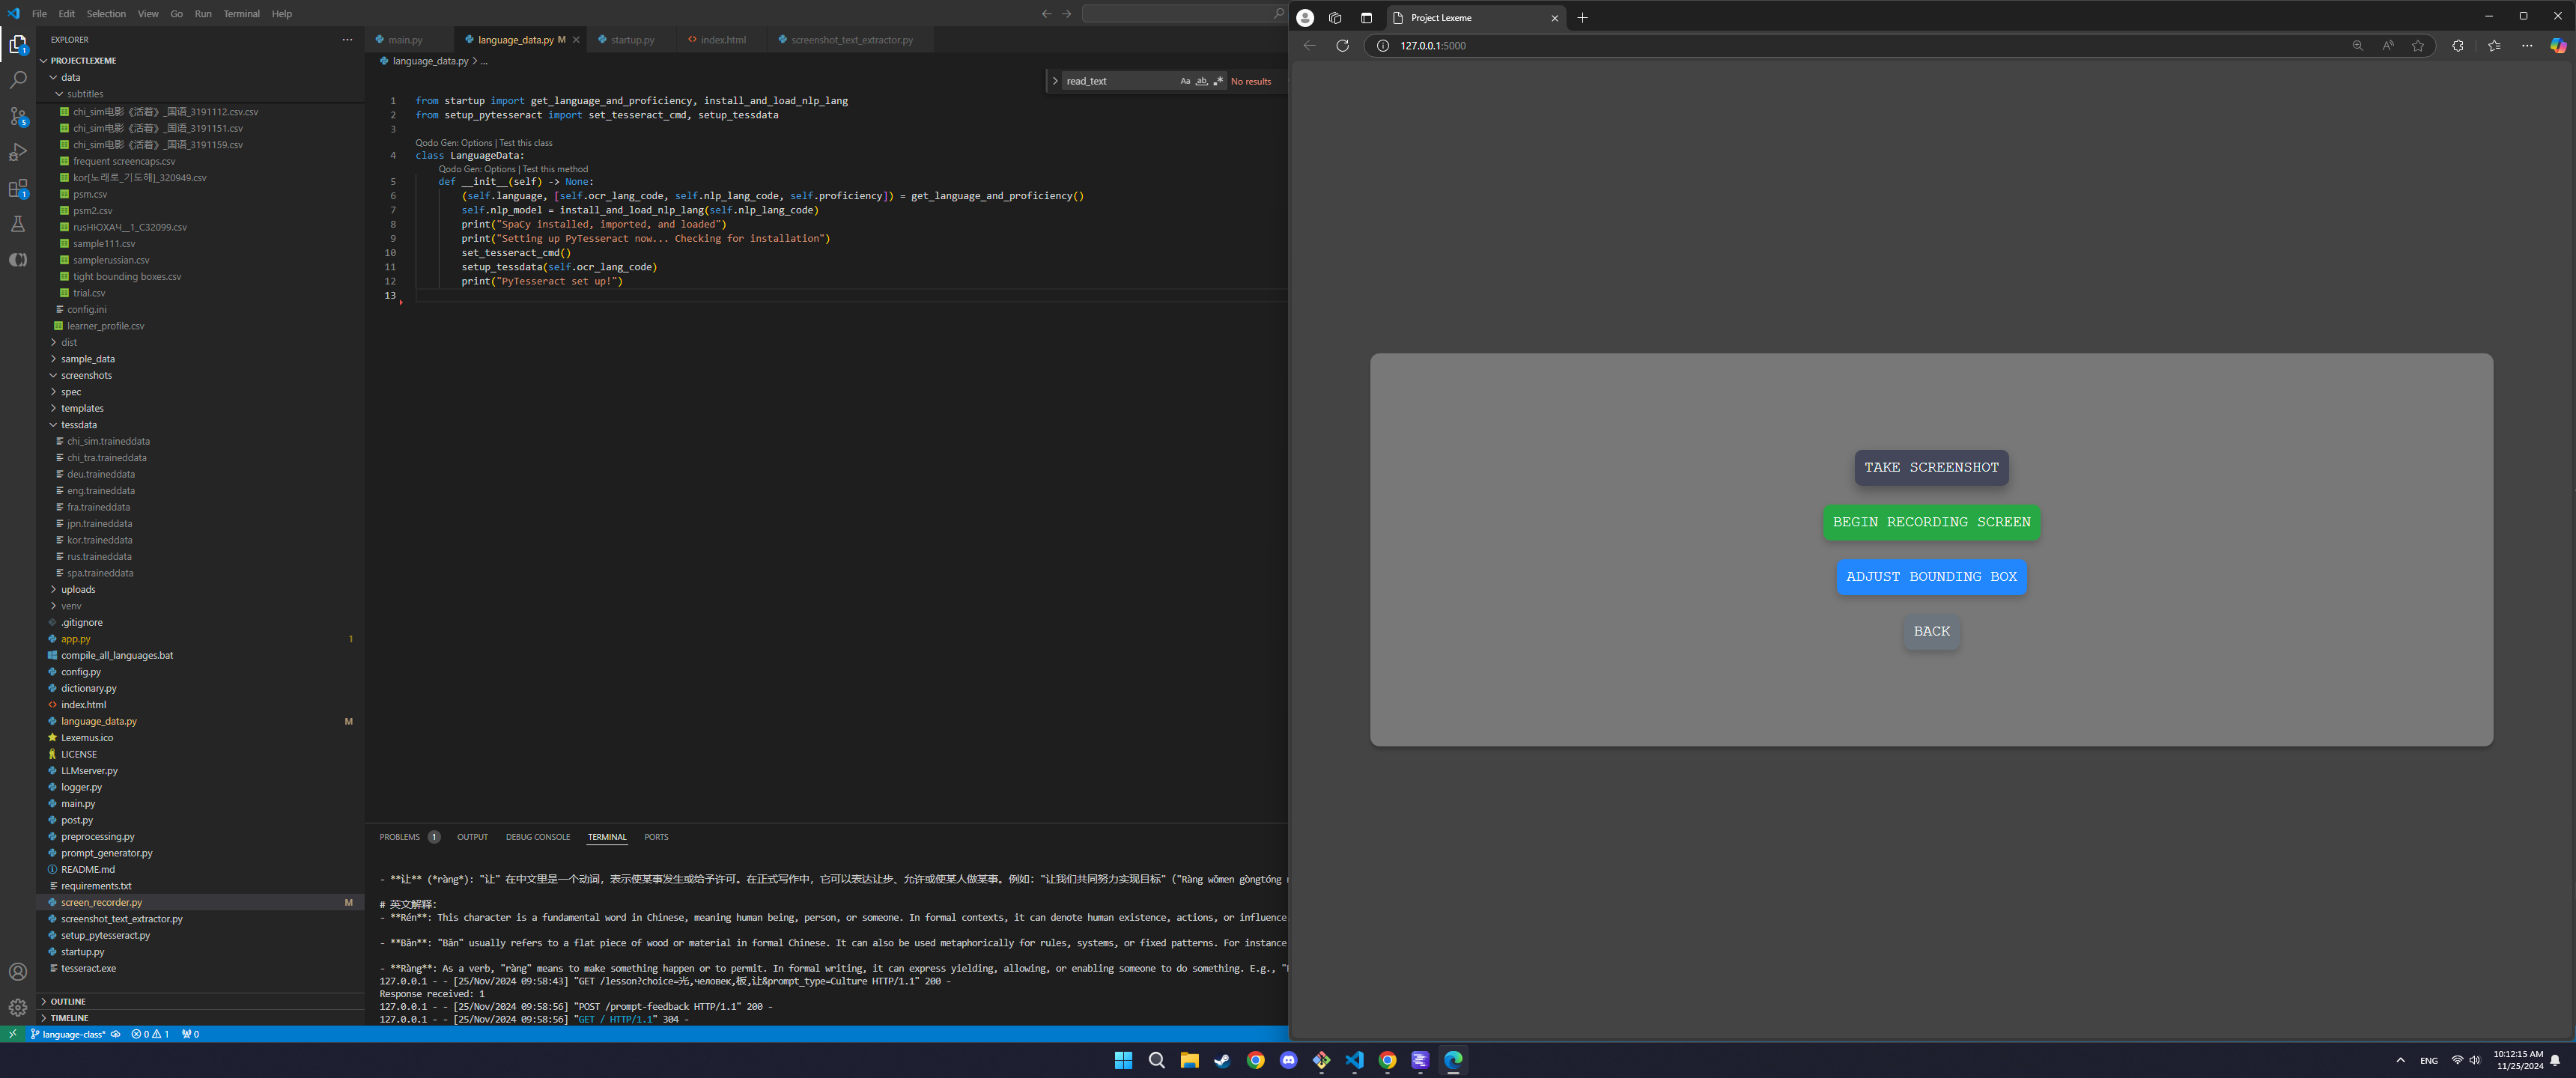 File Edit Selection View Go Run Terminal Help
EXPLORER
PROJECTLEXEME
data
subtitles
chi_sim电影《活着》_国语_3191112.csv.csv
chi_sim电影《活着》_国语_3191151.csv
chi_sim电影《活着》_国语_3191159.csv
frequent screencaps.csv
kor[노래로_기도해]_320949.csv
psm.csv
psm2.csv
rusНЮХАЧ__1_C32099.csv
sample111.csv
samplerussian.csv
tight bounding boxes.csv
trial.csv
config.ini
learner_profile.csv
dist
sample_data
screenshots
spec
templates
tessdata
chi_sim.traineddata
chi_tra.traineddata
deu.traineddata
eng.traineddata
fra.traineddata
jpn.traineddata
kor.traineddata
rus.traineddata
spa.traineddata
uploads
venv
.gitignore
app.py 1
compile_all_languages.bat
config.py
dictionary.py
index.html
language_data.py M
Lexemus.ico
LICENSE
LLMserver.py
logger.py
main.py
post.py
preprocessing.py
prompt_generator.py
README.md
requirements.txt
screen_recorder.py M
screenshot_text_extractor.py
setup_pytesseract.py
startup.py
tesseract.exe
OUTLINE
TIMELINE
main.py language_data.py M startup.py index.html screenshot_text_extractor.py
language_data.py > ...
read_text Aa ab .* No results
1 from startup import get_language_and_proficiency, install_and_load_nlp_lang
2 from setup_pytesseract import set_tesseract_cmd, setup_tessdata
3
Qodo Gen: Options | Test this class
4 class LanguageData:
Qodo Gen: Options | Test this method
5 def __init__(self) -> None:
6 (self.language, [self.ocr_lang_code, self.nlp_lang_code, self.proficiency]) = get_language_and_proficiency()
7 self.nlp_model = install_and_load_nlp_lang(self.nlp_lang_code)
8 print("SpaCy installed, imported, and loaded")
9 print("Setting up PyTesseract now... Checking for installation")
10 set_tesseract_cmd()
11 setup_tessdata(self.ocr_lang_code)
12 print("PyTesseract set up!")
13
PROBLEMS 1 OUTPUT DEBUG CONSOLE TERMINAL PORTS
- **让** (*ràng*): "让" 在中文里是一个动词，表示使某事发生或给予许可。在正式写作中，它可以表达让步、允许或使某人做某事。例如："让我们共同努力实现目标" ("Ràng wǒmen gòngtóng
# 英文解释:
- **Rén**: This character is a fundamental word in Chinese, meaning human being, person, or someone. In formal contexts, it can denote human existence, actions, or influence
- **Bǎn**: "Bǎn" usually refers to a flat piece of wood or material in formal Chinese. It can also be used metaphorically for rules, systems, or fixed patterns. For instance
- **Ràng**: As a verb, "ràng" means to make something happen or to permit. In formal writing, it can express yielding, allowing, or enabling someone to do something. E.g., "
127.0.0.1 - - [25/Nov/2024 09:58:43] "GET /lesson?choice=光,человек,板,让&prompt_type=Culture HTTP/1.1" 200 -
Response received: 1
127.0.0.1 - - [25/Nov/2024 09:58:56] "POST /prompt-feedback HTTP/1.1" 200 -
127.0.0.1 - - [25/Nov/2024 09:58:56] "GET / HTTP/1.1" 304 -
language-class* 0 1 0
Project Lexeme
127.0.0.1:5000
TAKE SCREENSHOT
BEGIN RECORDING SCREEN
ADJUST BOUNDING BOX
BACK
ENG
10:12:15 AM
11/25/2024